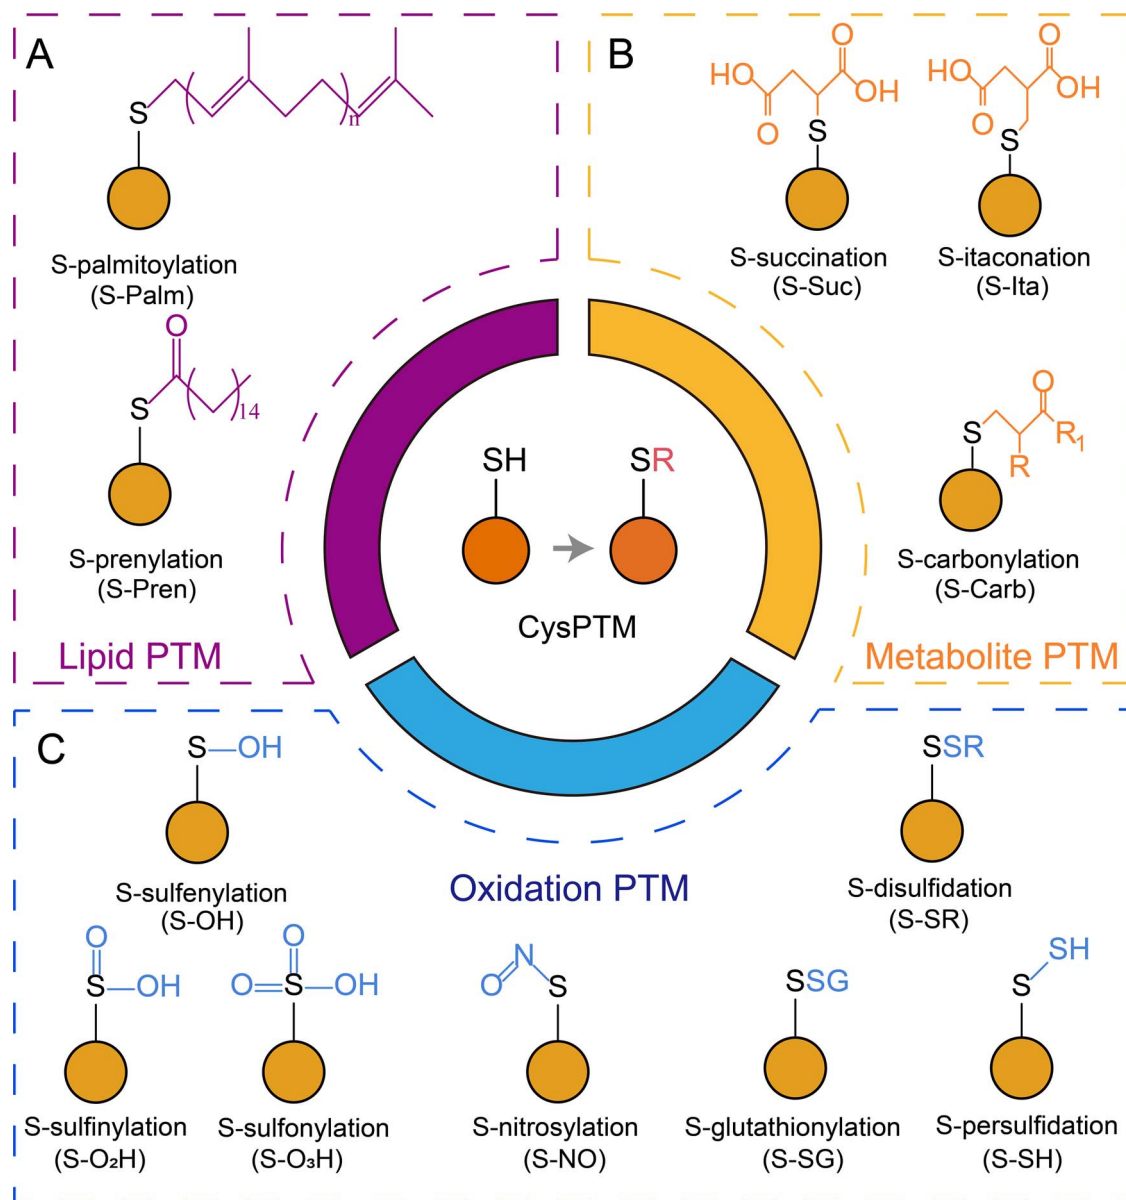 A
S
n
S-palmitoylation
(S-Palm)
O
S
14
S-prenylation
(S-Pren)
Lipid PTM
B
O
HO
OH
O
S
S-succination
(S-Suc)
O
HO
OH
O
S
S-itaconation
(S-Ita)
O
S
R₁
R
S-carbonylation
(S-Carb)
Metabolite PTM
SH
SR
CysPTM
C
S—OH
S-sulfenylation
(S-OH)
Oxidation PTM
SSR
S-disulfidation
(S-SR)
O
S—OH
S-sulfinylation
(S-O₂H)
O
O=S—OH
S-sulfonylation
(S-O₃H)
N
O
S
S-nitrosylation
(S-NO)
SSG
S-glutathionylation
(S-SG)
SH
S
S-persulfidation
(S-SH)